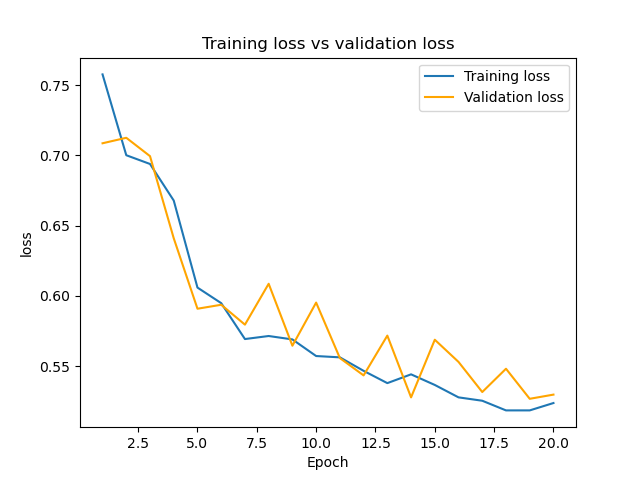 Training loss vs validation loss
Training loss
Validation loss
0.75
0.70
0.65
0.60
0.55
loss
2.5 5.0 7.5 10.0 12.5 15.0 17.5 20.0
Epoch